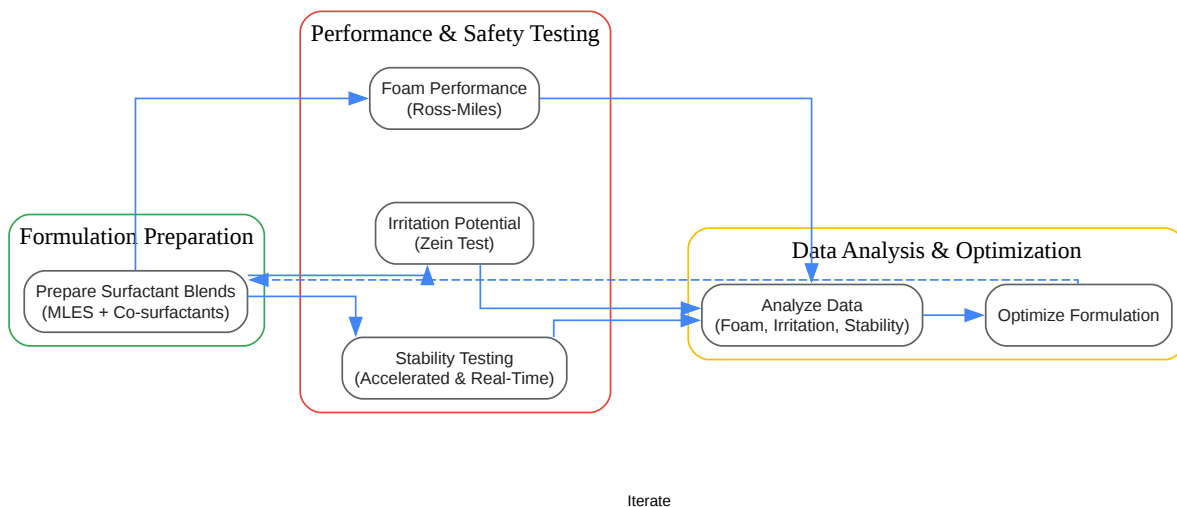 Performance & Safety Testing
Foam Performance
(Ross-Miles)
Irritation Potential
(Zein Test)
Formulation Preparation
Prepare Surfactant Blends
(MLES + Co-surfactants)
Stability Testing
(Accelerated & Real-Time)
Data Analysis & Optimization
Analyze Data
(Foam, Irritation, Stability)
Optimize Formulation
Iterate